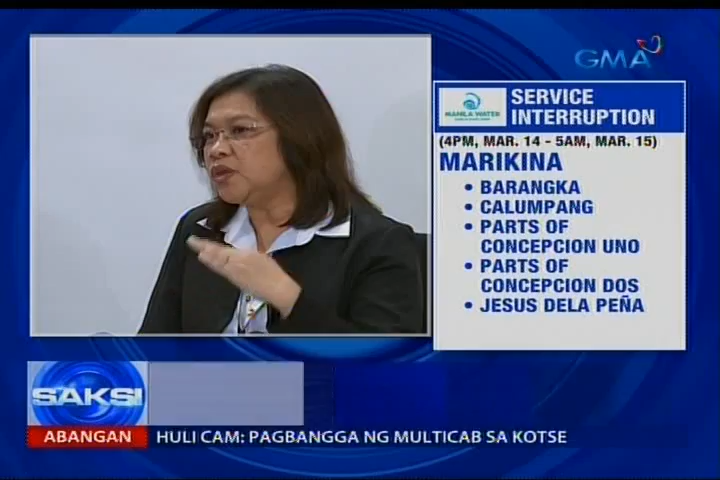 GMA
MANILA WATER
SERVICE
INTERRUPTION
(4PM, MAR. 14 - 5AM, MAR. 15)
MARIKINA
• BARANGKA
• CALUMPANG
• PARTS OF
CONCEPCION UNO
• PARTS OF
CONCEPCION DOS
• JESUS DELA PEÑA
SAKSI
ABANGAN HULI CAM: PAGBANGGA NG MULTICAB SA KOTSE